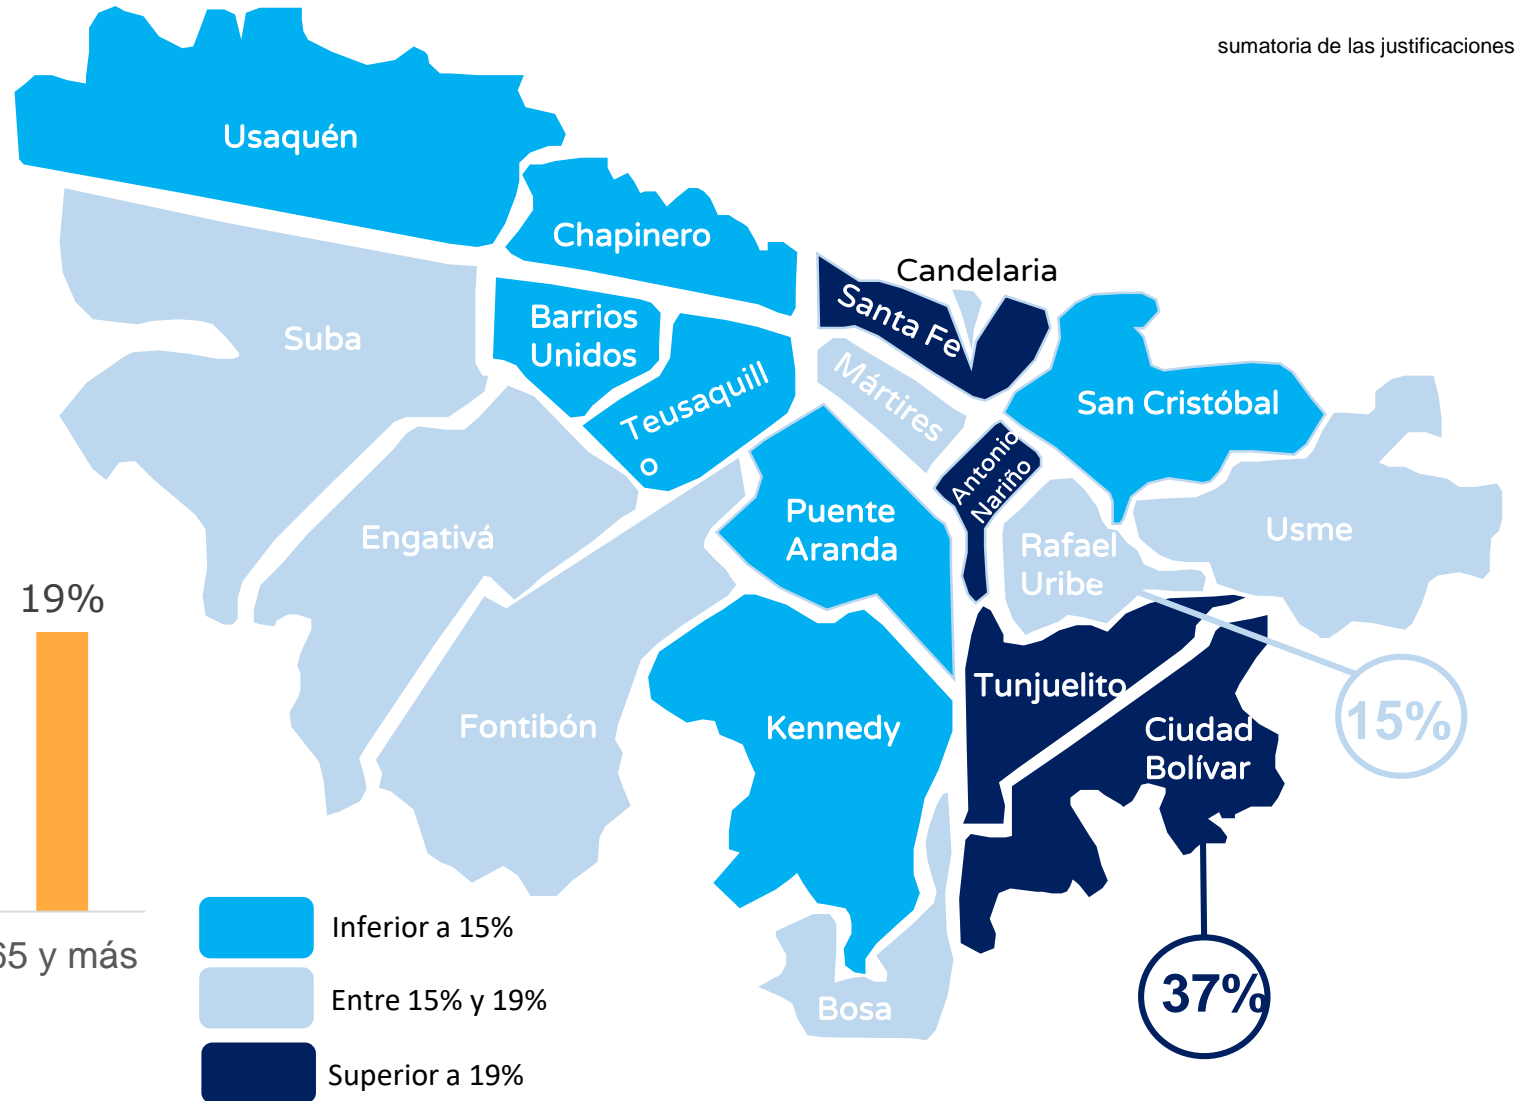 sumatoria de las justificaciones
Usaquén
Chapinero
Candelaria
Santa Fe
Barrios
Unidos
Suba
Teusaquill
o
Mártires
San Cristóbal
Antonio
Nariño
Puente
Aranda
Engativá
Rafael
Uribe
Usme
19%
Tunjuelito
Fontibón
Kennedy
Ciudad
Bolívar
15%
65 y más
Inferior a 15%
Entre 15% y 19%
Superior a 19%
Bosa
37%